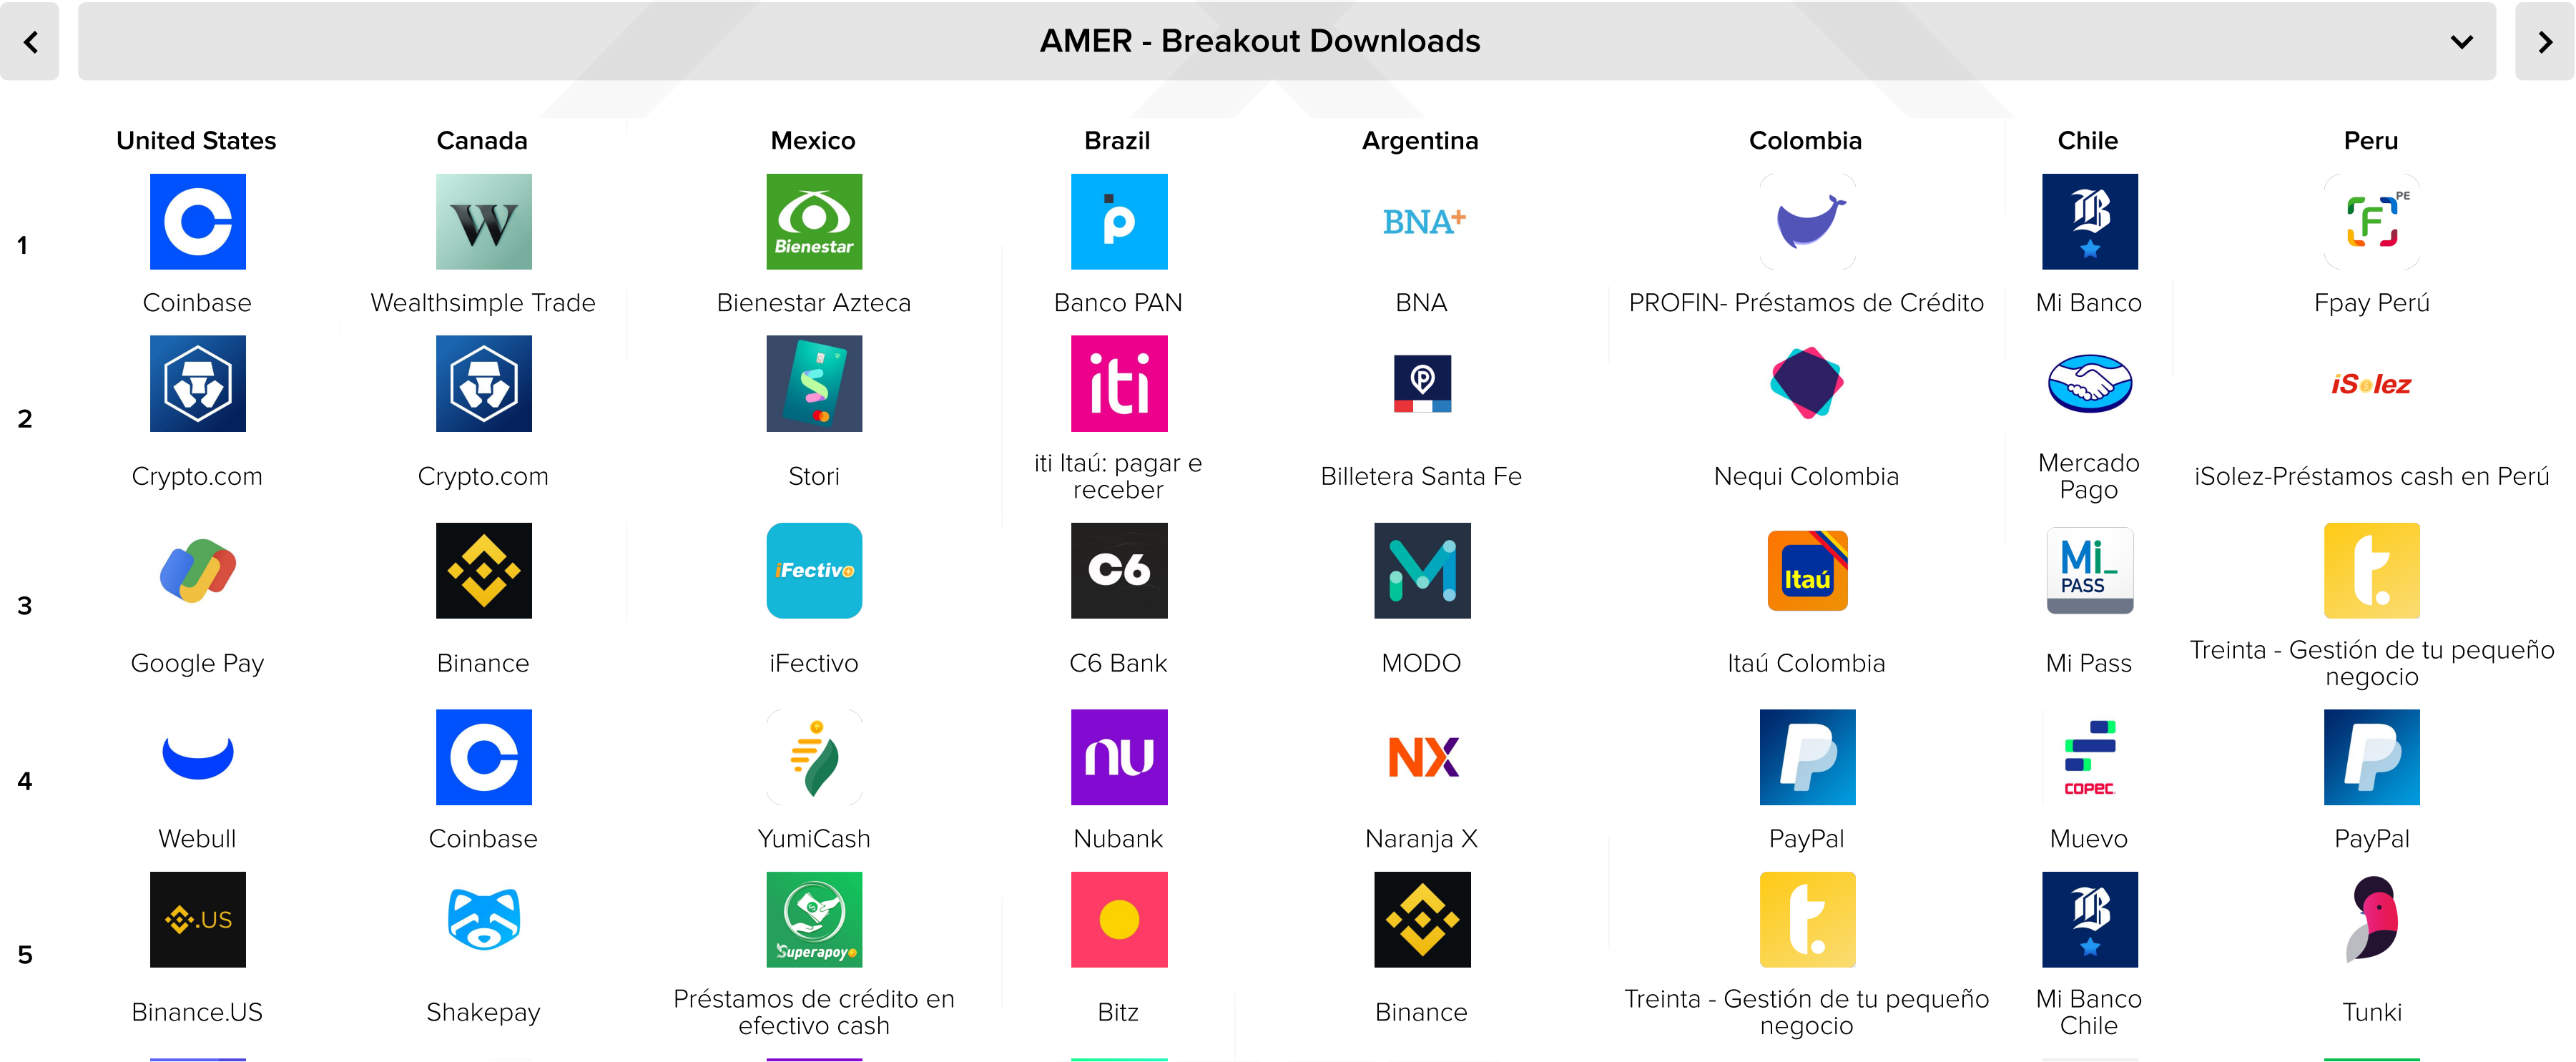 AMER - Breakout Downloads
United States Canada Mexico Brazil Argentina Colombia Chile Peru
1
Bienestar
BNA+
PE
F
Coinbase Wealthsimple Trade Bienestar Azteca Banco PAN BNA PROFIN- Préstamos de Crédito Mi Banco Fpay Perú
2
iti
iSolez
Crypto.com Crypto.com Stori iti Itaú: pagar e receber Billetera Santa Fe Nequi Colombia Mercado Pago iSolez-Préstamos cash en Perú
3
iFectivo
C6
Itaú
Mi_
PASS
t.
Google Pay Binance iFectivo C6 Bank MODO Itaú Colombia Mi Pass Treinta - Gestión de tu pequeño negocio
4
nu
NX
COPEC
Webull Coinbase YumiCash Nubank Naranja X PayPal Muevo PayPal
5
.US
Superapoyo
t.
Binance.US Shakepay Préstamos de crédito en efectivo cash Bitz Binance Treinta - Gestión de tu pequeño negocio Mi Banco Chile Tunki